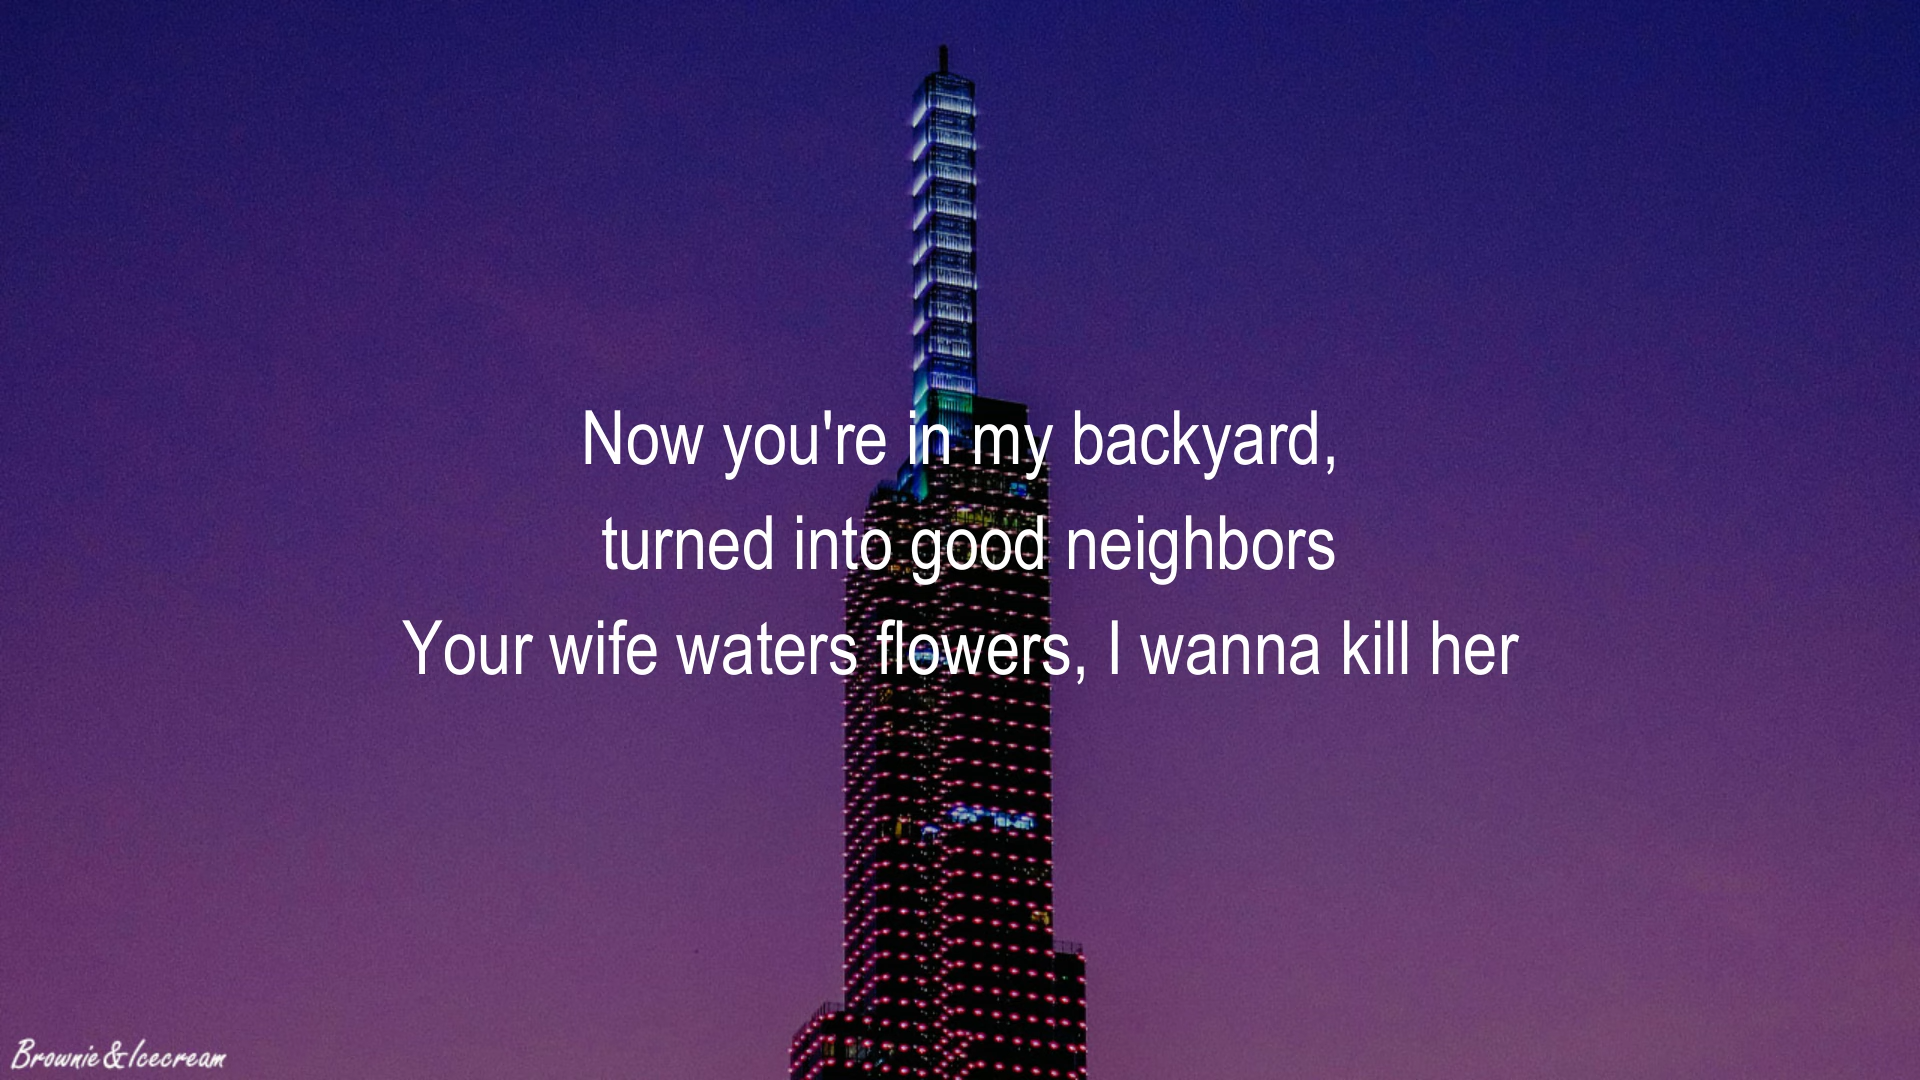 Now you're in my backyard,
turned into good neighbors
Your wife waters flowers, I wanna kill her
Brownie&Icecream